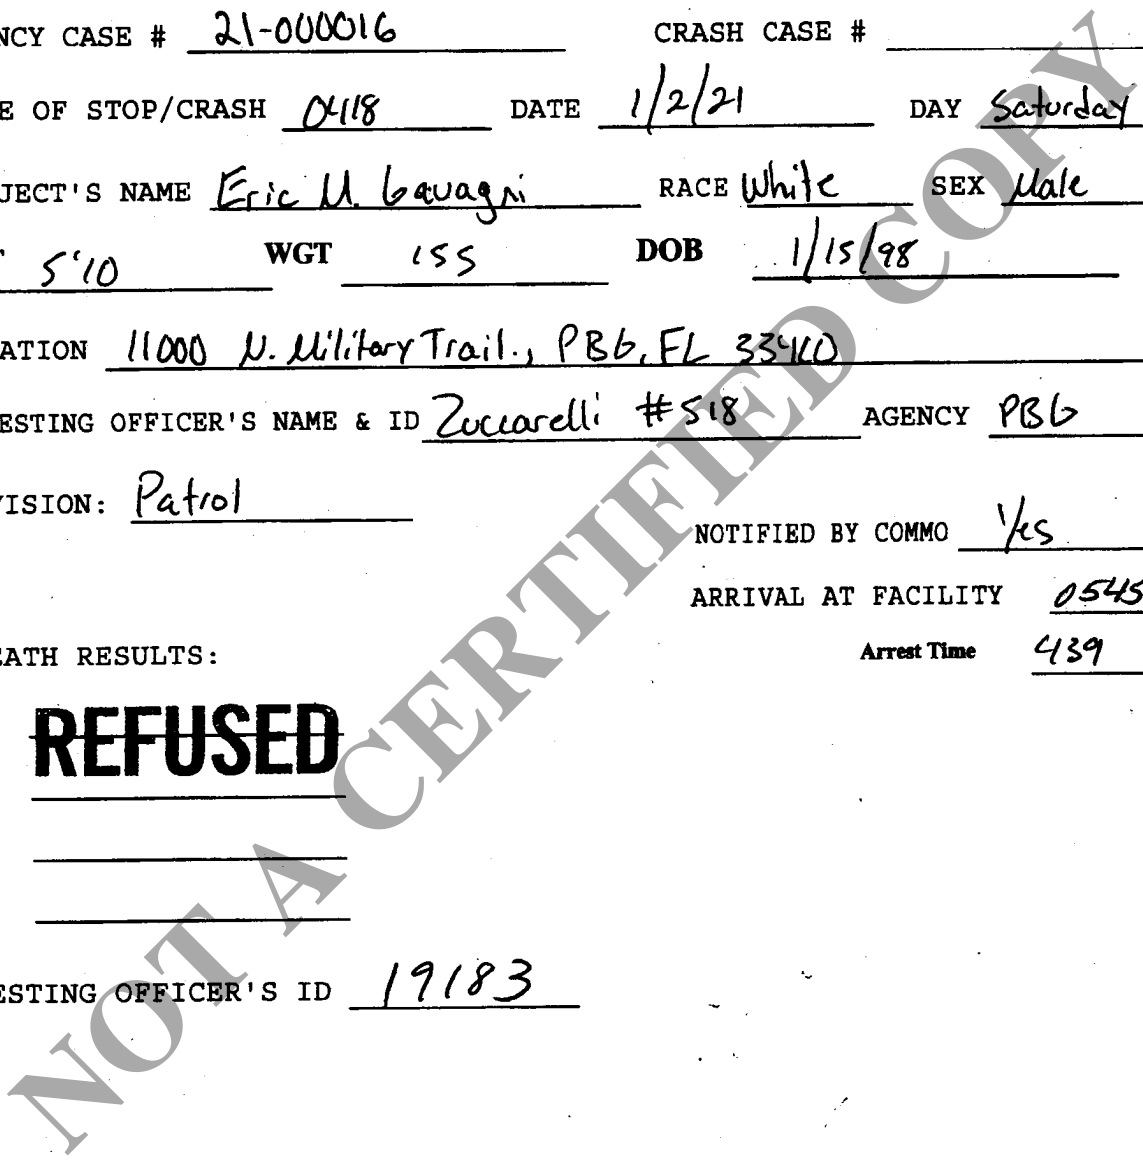 NCY CASE # 21-000016 CRASH CASE #
E OF STOP/CRASH 0418 DATE 1/2/21 DAY Saturday
JECT'S NAME Eric M. Gavagni RACE White SEX Male
5'10 WGT 155 DOB 1/15/98
ATION 11000 N. Military Trail., PBG, FL 33410
ESTING OFFICER'S NAME & ID Zuccarelli #518 AGENCY PBG
VISION: Patrol
NOTIFIED BY COMMO Yes
ARRIVAL AT FACILITY 0545
EATH RESULTS:
Arrest Time 439
REFUSED
ESTING OFFICER'S ID 19183
NOT A CERTIFIED COPY